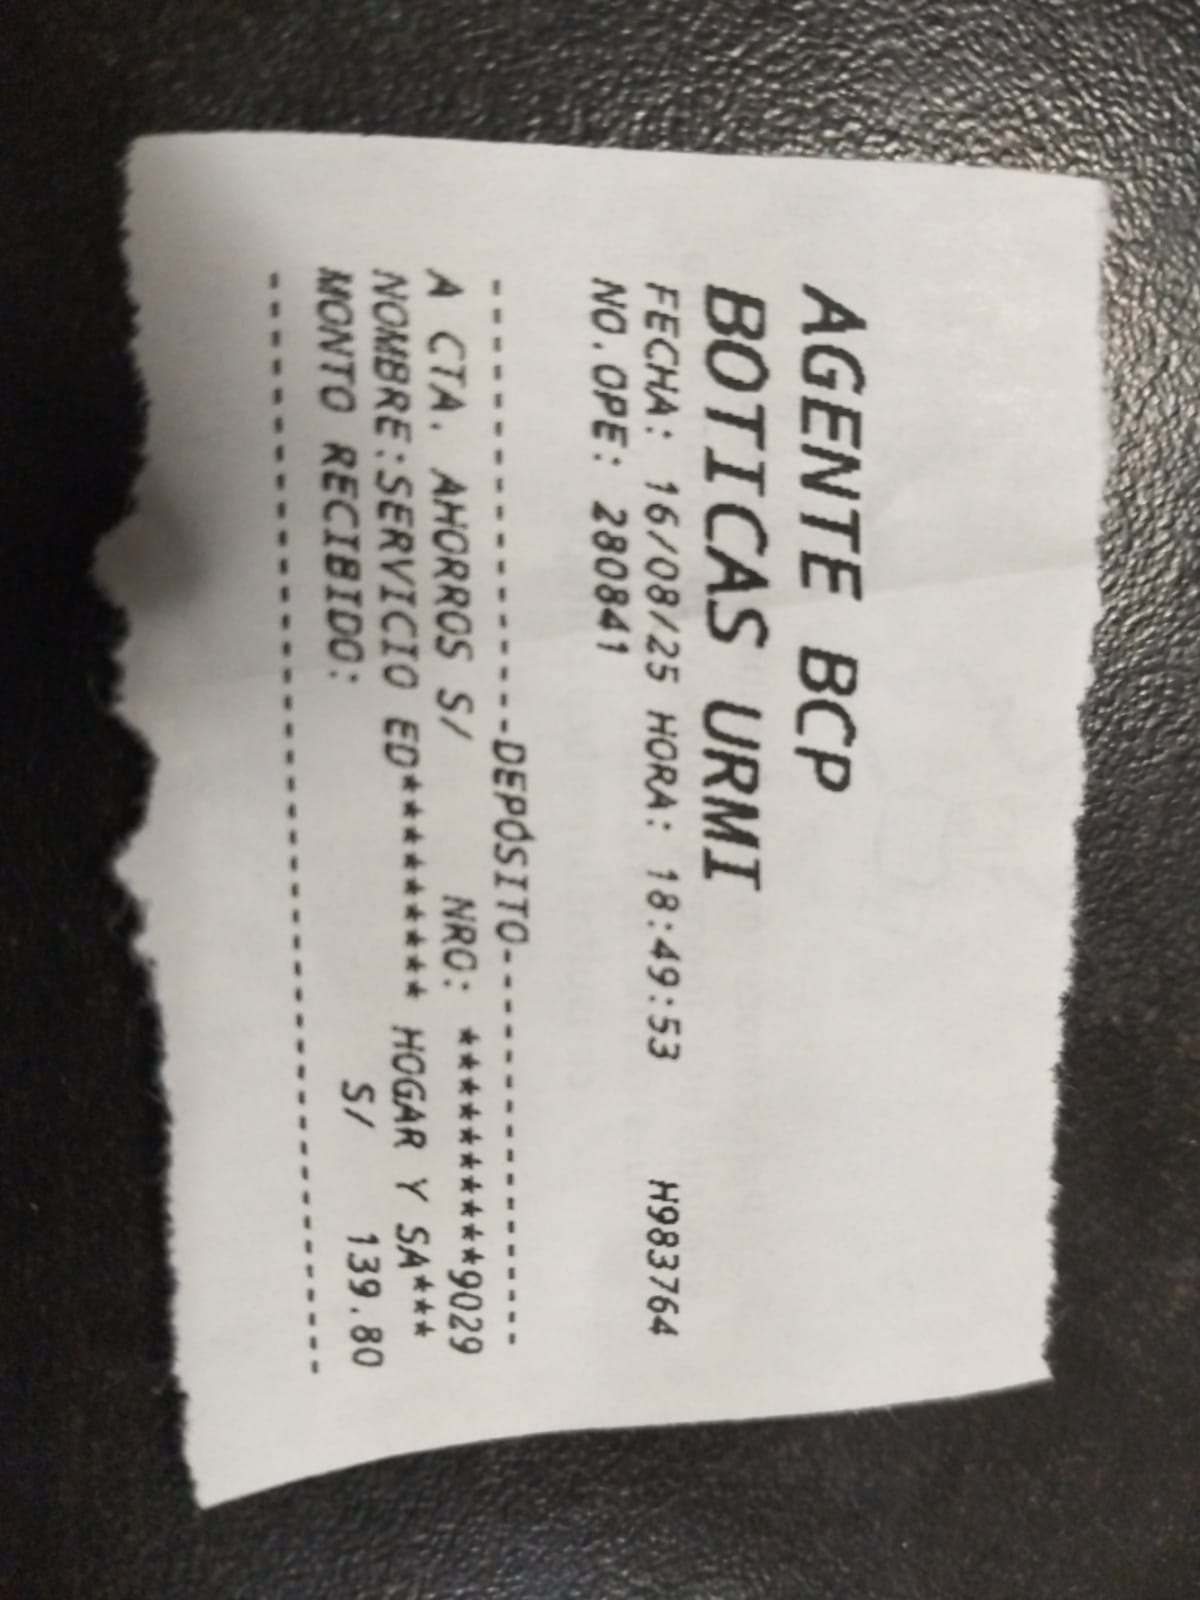 AGENTE BCP
BOTICAS URMI
FECHA: 16/08/25 HORA: 18:49:53 H983764
NO.OPE: 280841
--------------------DEPÓSITO--------------------
A CTA. AHORROS S/ NRO: **********9029
NOMBRE:SERVICIO ED********** HOGAR Y SA***
MONTO RECIBIDO: S/ 139.80
------------------------------------------------